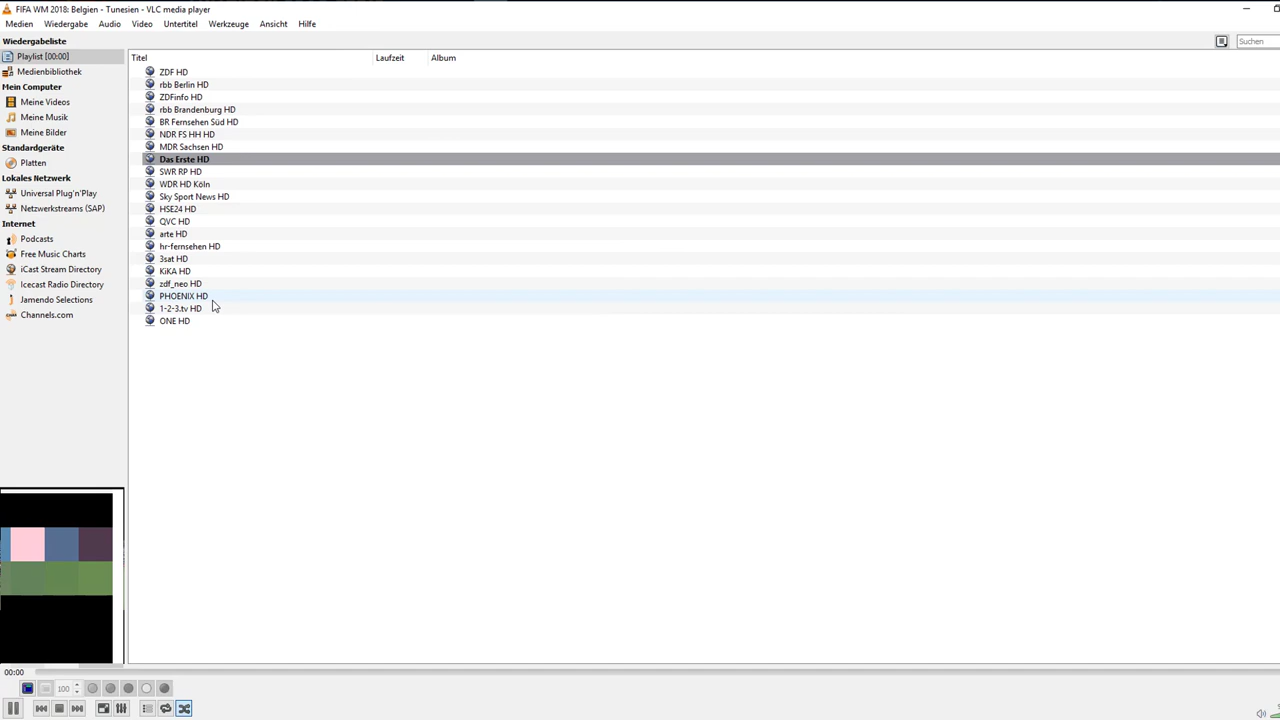 FIFA WM 2018: Belgien - Tunesien - VLC media player
Medien Wiedergabe Audio Video Untertitel Werkzeuge Ansicht Hilfe
Wiedergabeliste
Suchen
Playlist [00:00]
Medienbibliothek
Mein Computer
Meine Videos
Meine Musik
Meine Bilder
Standardgeräte
Platten
Lokales Netzwerk
Universal Plug'n'Play
Netzwerkstreams (SAP)
Internet
Podcasts
Free Music Charts
iCast Stream Directory
Icecast Radio Directory
Jamendo Selections
Channels.com
Titel Laufzeit Album
ZDF HD
rbb Berlin HD
ZDFinfo HD
rbb Brandenburg HD
BR Fernsehen Süd HD
NDR FS HH HD
MDR Sachsen HD
Das Erste HD
SWR RP HD
WDR HD Köln
Sky Sport News HD
HSE24 HD
QVC HD
arte HD
hr-fernsehen HD
3sat HD
KiKA HD
zdf_neo HD
PHOENIX HD
1-2-3.tv HD
ONE HD
00:00
100